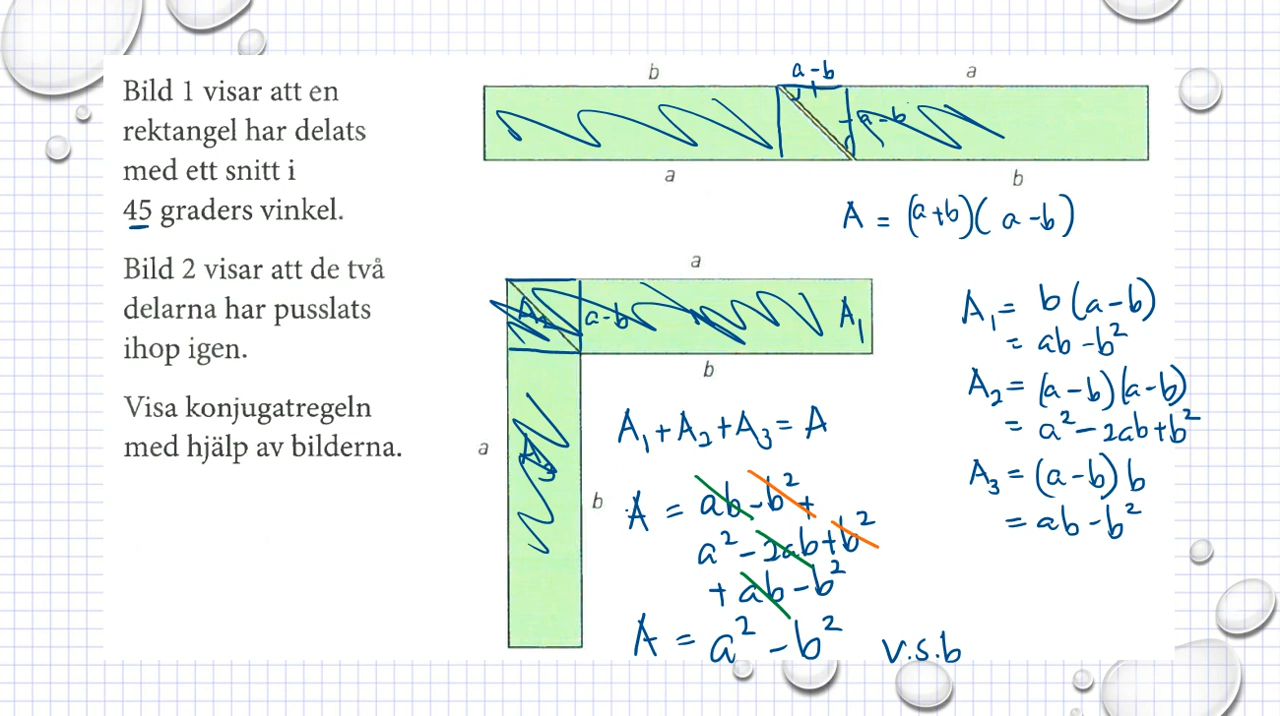 Bild 1 visar att en
rektangel har delats
med ett snitt i
45 graders vinkel.
Bild 2 visar att de två
delarna har pusslats
ihop igen.
Visa konjugatregeln
med hjälp av bilderna.
b
a-b
a
a-b
a
b
A = (a+b)(a-b)
a
A₂
a-b
A₁
b
a
b
A₁+A₂+A₃=A
A = ab-b²+
a²-2ab+b²
+ab-b²
A = a²-b²
v.s.b
A₁= b(a-b)
= ab-b²
A₂= (a-b)(a-b)
= a²-2ab+b²
A₃= (a-b)b
= ab-b²